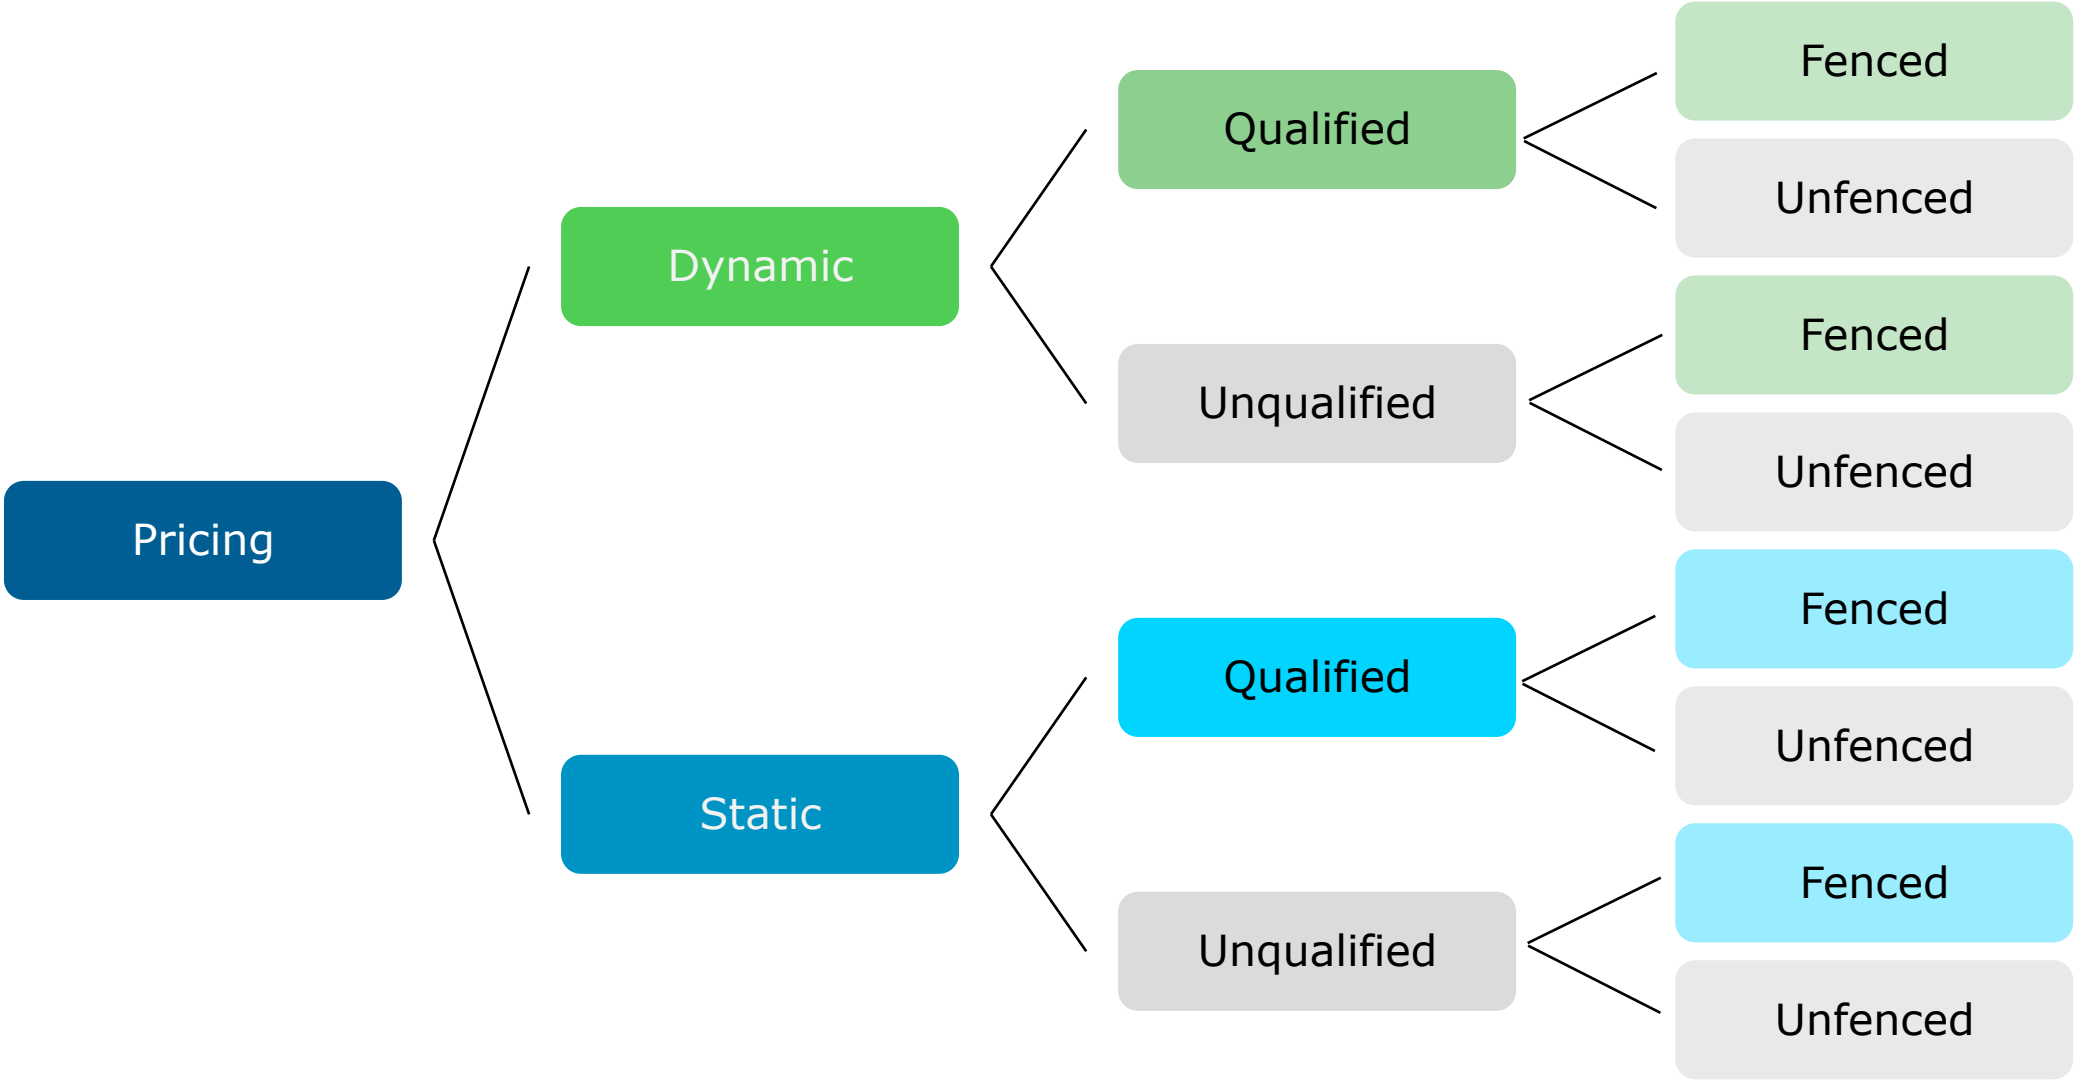 Pricing
Dynamic
Qualified
Fenced
Unfenced
Unqualified
Fenced
Unfenced
Static
Qualified
Fenced
Unfenced
Unqualified
Fenced
Unfenced